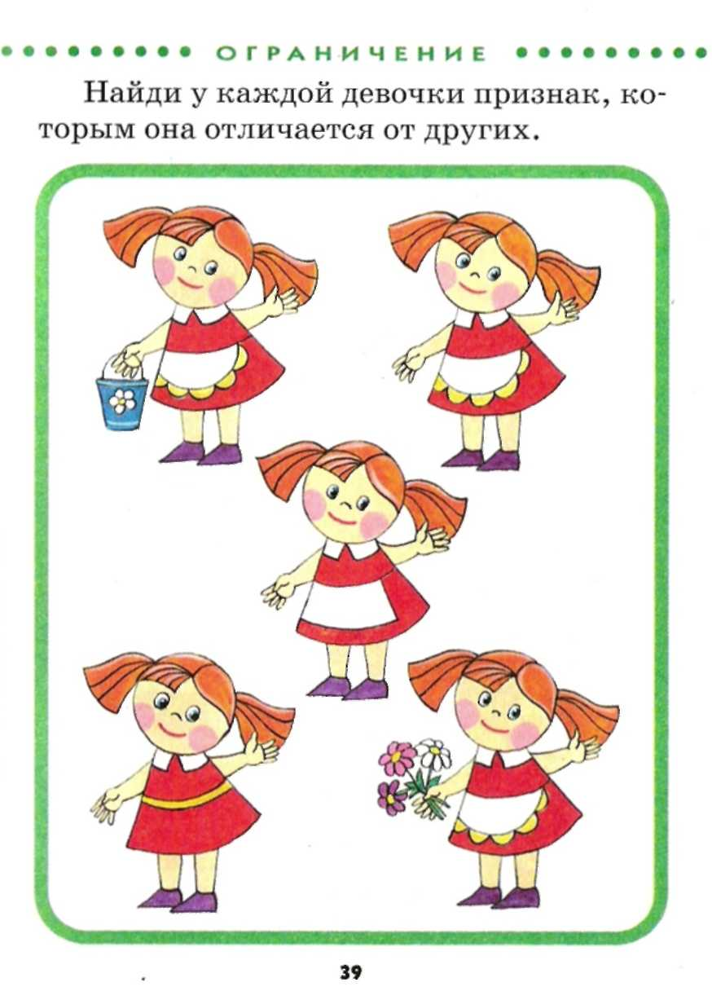 ОГРАНИЧЕНИЕ
Найди у каждой девочки признак, ко-
торым она отличается от других.
39